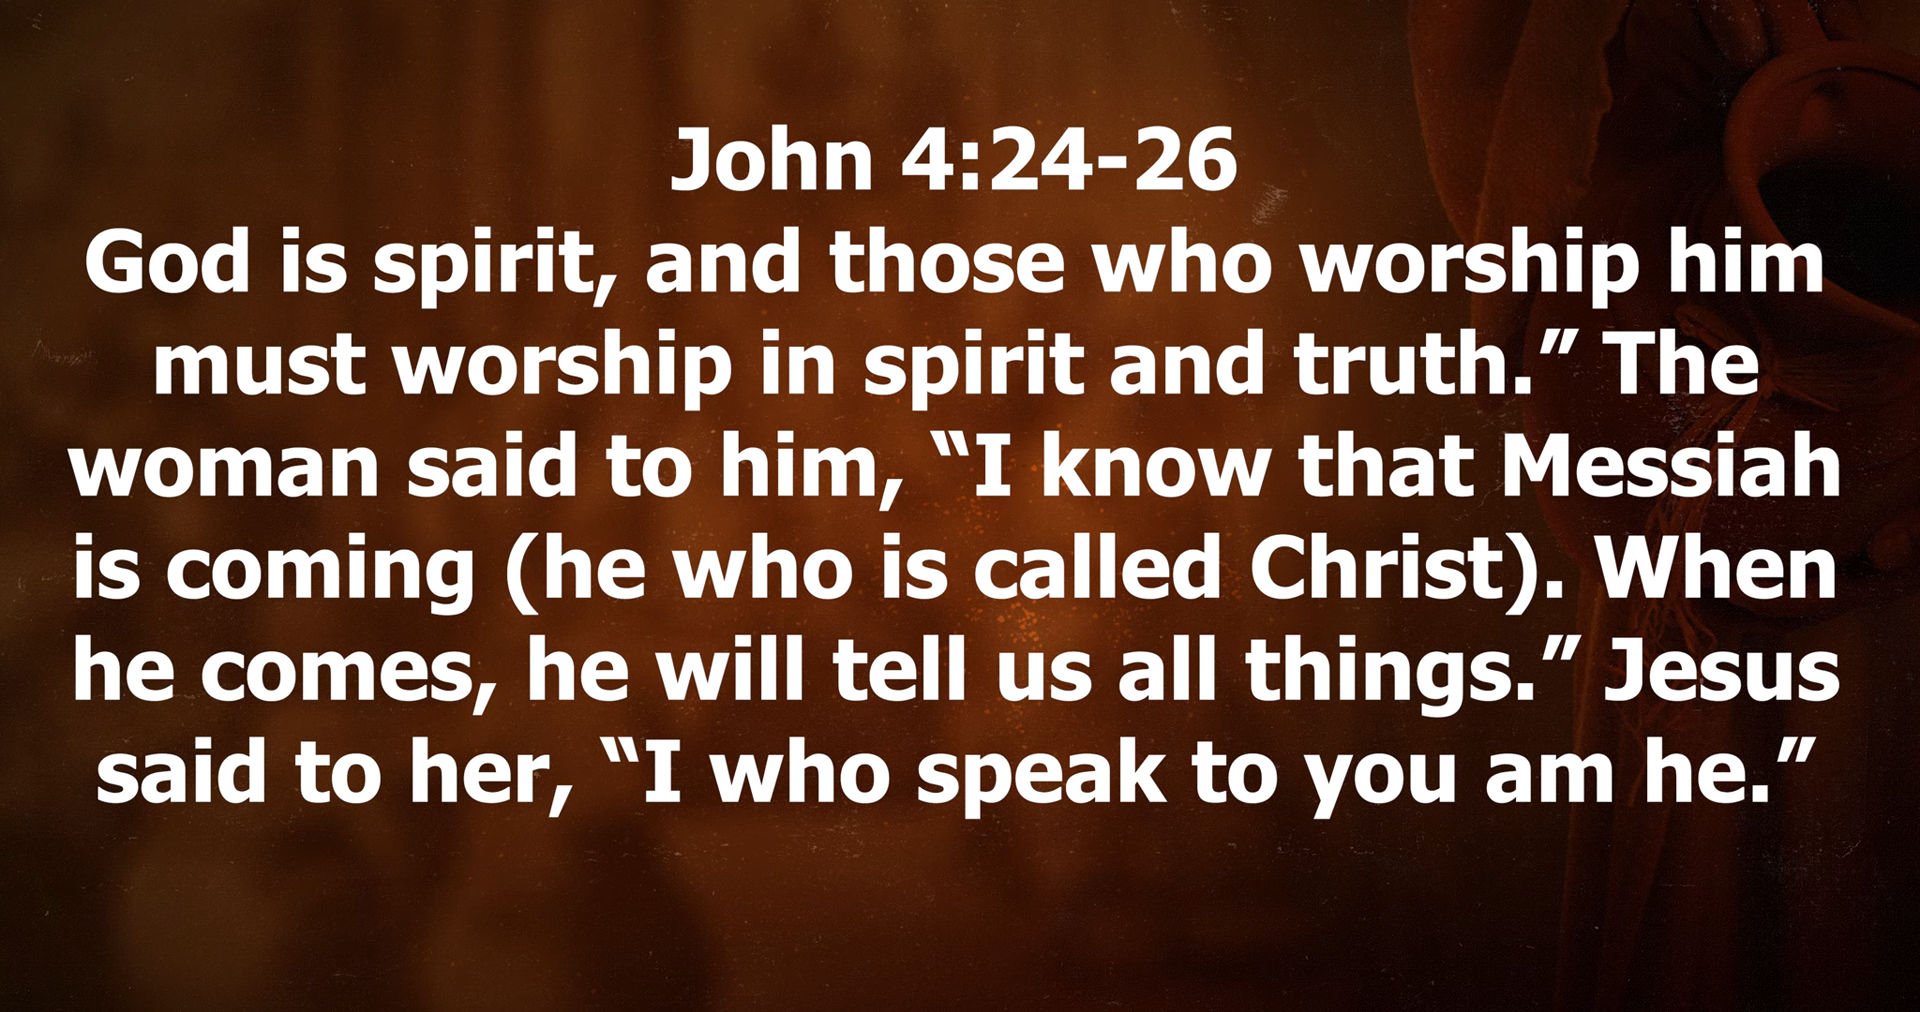 John 4:24-26
God is spirit, and those who worship him
must worship in spirit and truth.” The
woman said to him, “I know that Messiah
is coming (he who is called Christ). When
he comes, he will tell us all things.” Jesus
said to her, “I who speak to you am he.”